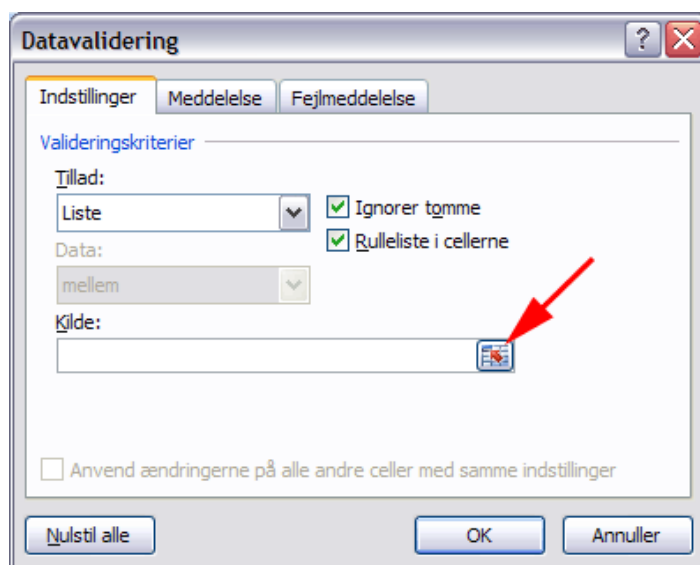 Datavalidering
Indstillinger Meddelelse Fejlmeddelelse
Valideringskriterier
Tillad:
Liste
Ignorer tomme
Data:
Rulleliste i cellerne
mellem
Kilde:
Anvend ændringerne på alle andre celler med samme indstillinger
Nulstil alle OK Annuller